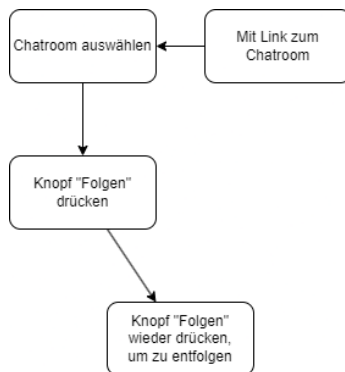 Chatroom auswählen
Mit Link zum
Chatroom
Knopf "Folgen"
drücken
Knopf "Folgen"
wieder drücken,
um zu entfolgen